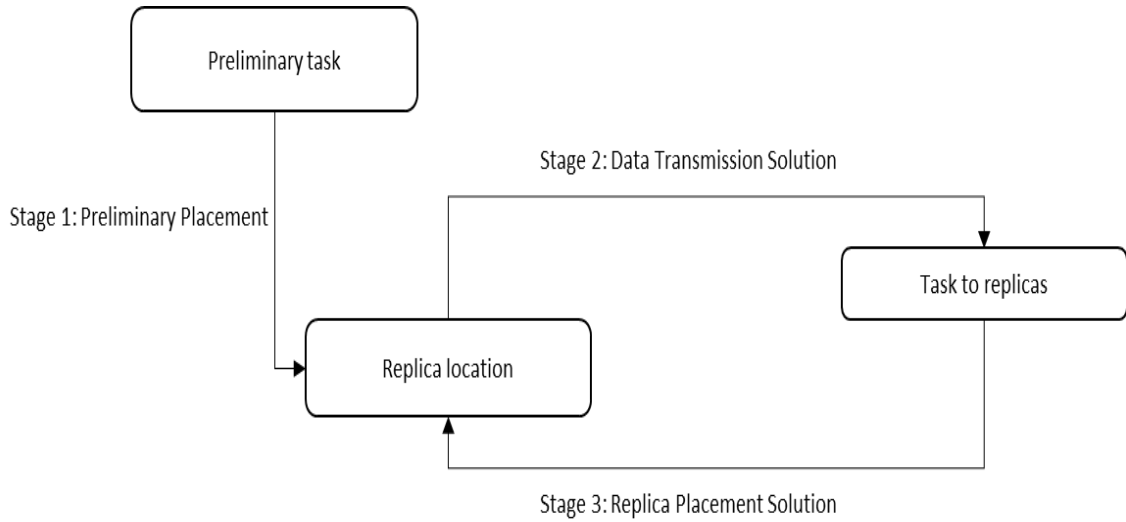 Preliminary task
Stage 2: Data Transmission Solution
Stage 1: Preliminary Placement
Task to replicas
Replica location
Stage 3: Replica Placement Solution